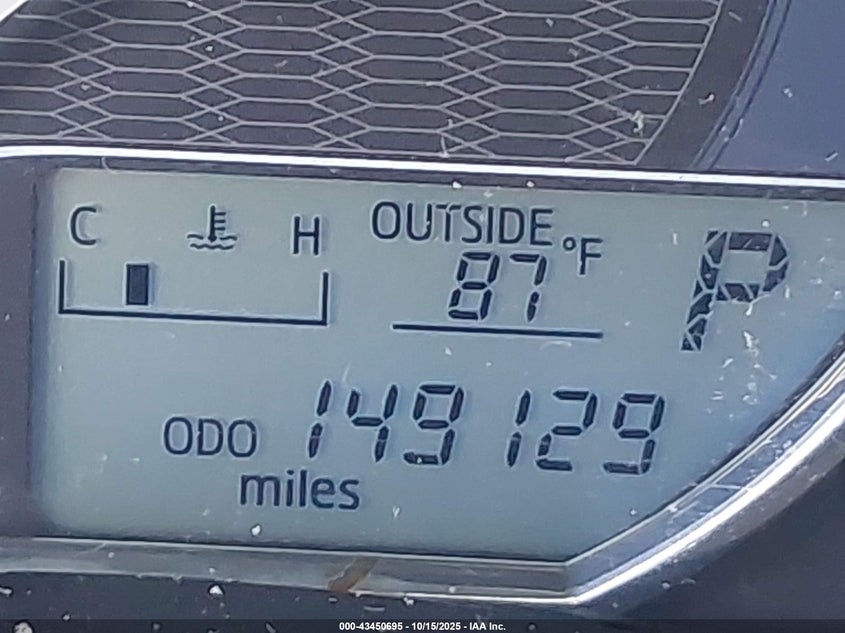 C H OUTSIDE °F P
87
ODO 149129
miles
000-43450695 - 10/15/2025 - IAA Inc.